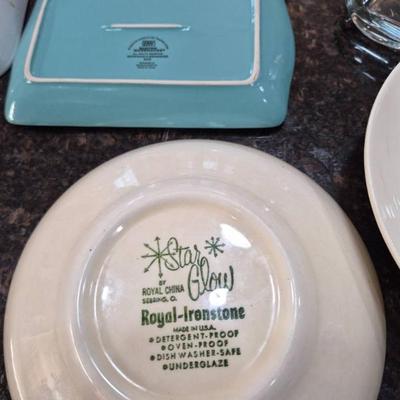 Star
Glow
BY
ROYAL CHINA
SEBRING, O.
Royal-Ironstone
MADE IN U.S.A.
DETERGENT-PROOF
OVEN-PROOF
DISH WASHER-SAFE
UNDERGLAZE